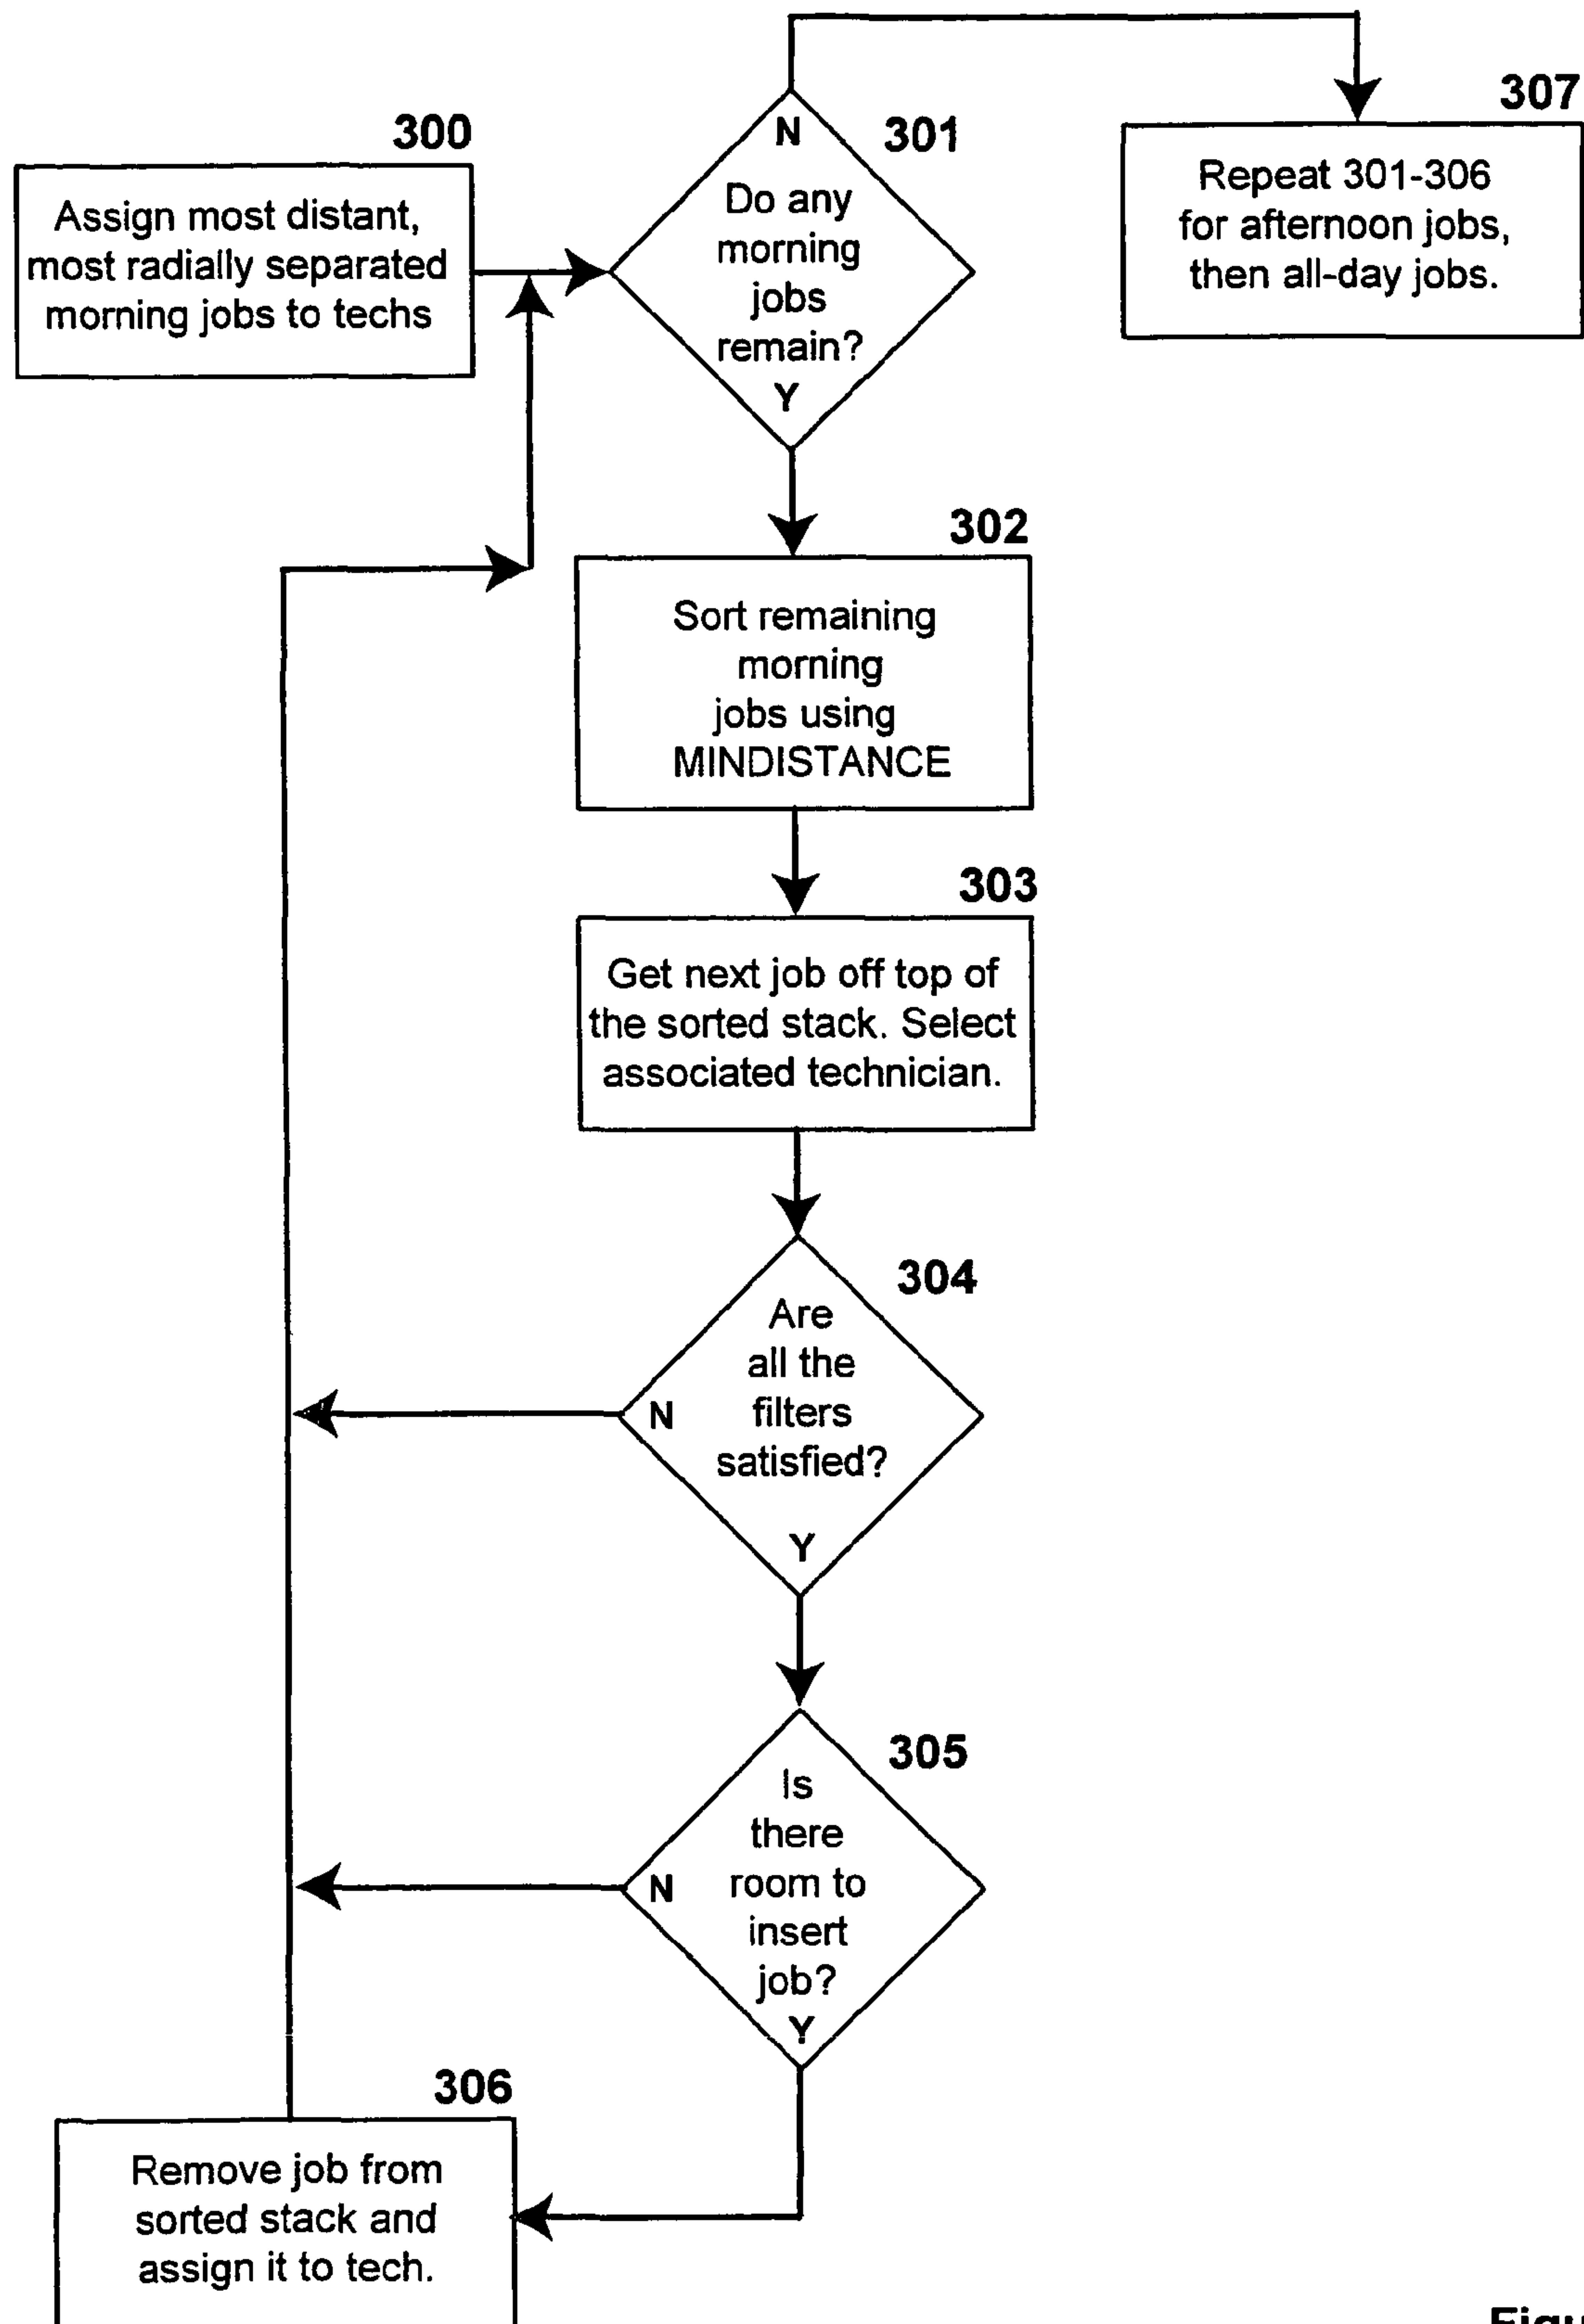 300
Assign most distant,
most radially separated
morning jobs to techs
301
N
Do any
morning
jobs
remain?
Y
307
Repeat 301-306
for afternoon jobs,
then all-day jobs.
302
Sort remaining
morning
jobs using
MINDISTANCE
303
Get next job off top of
the sorted stack. Select
associated technician.
304
Are
all the
filters
satisfied?
N
Y
305
Is
there
room to
insert
job?
N
Y
306
Remove job from
sorted stack and
assign it to tech.